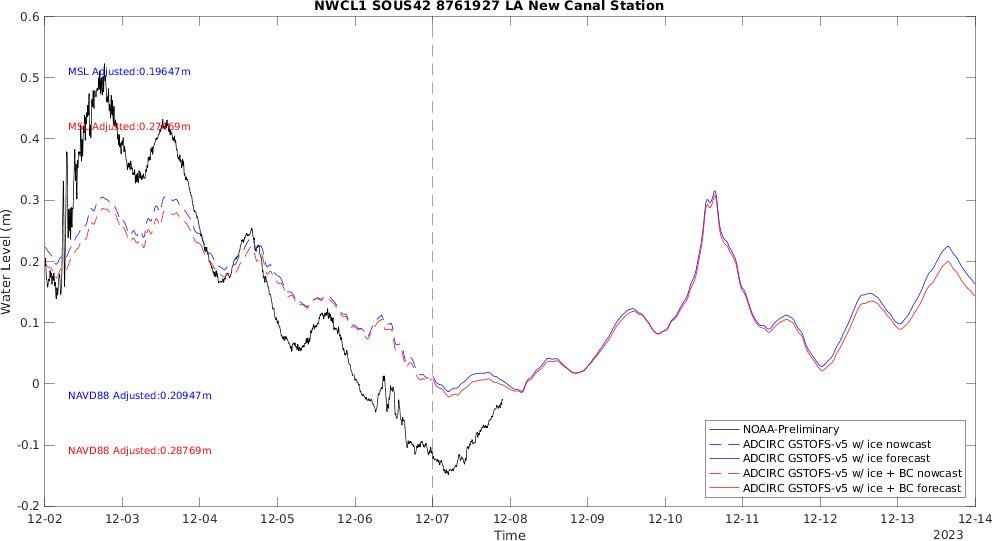 NWCL1 SOUS42 8761927 LA New Canal Station
0.6
0.5
0.4
0.3
0.2
0.1
0
-0.1
-0.2
Water Level (m)
MSL Adjusted:0.19647m
MSL Adjusted:
NAVD88 Adjusted:0.20947m
NAVD88 Adjusted:0.28769m
NOAA-Preliminary
ADCIRC GSTOFS-v5 w/ ice nowcast
ADCIRC GSTOFS-v5 w/ ice forecast
ADCIRC GSTOFS-v5 w/ ice + BC nowcast
ADCIRC GSTOFS-v5 w/ ice + BC forecast
12-02 12-03 12-04 12-05 12-06 12-07 12-08 12-09 12-10 12-11 12-12 12-13 12-14
Time
2023